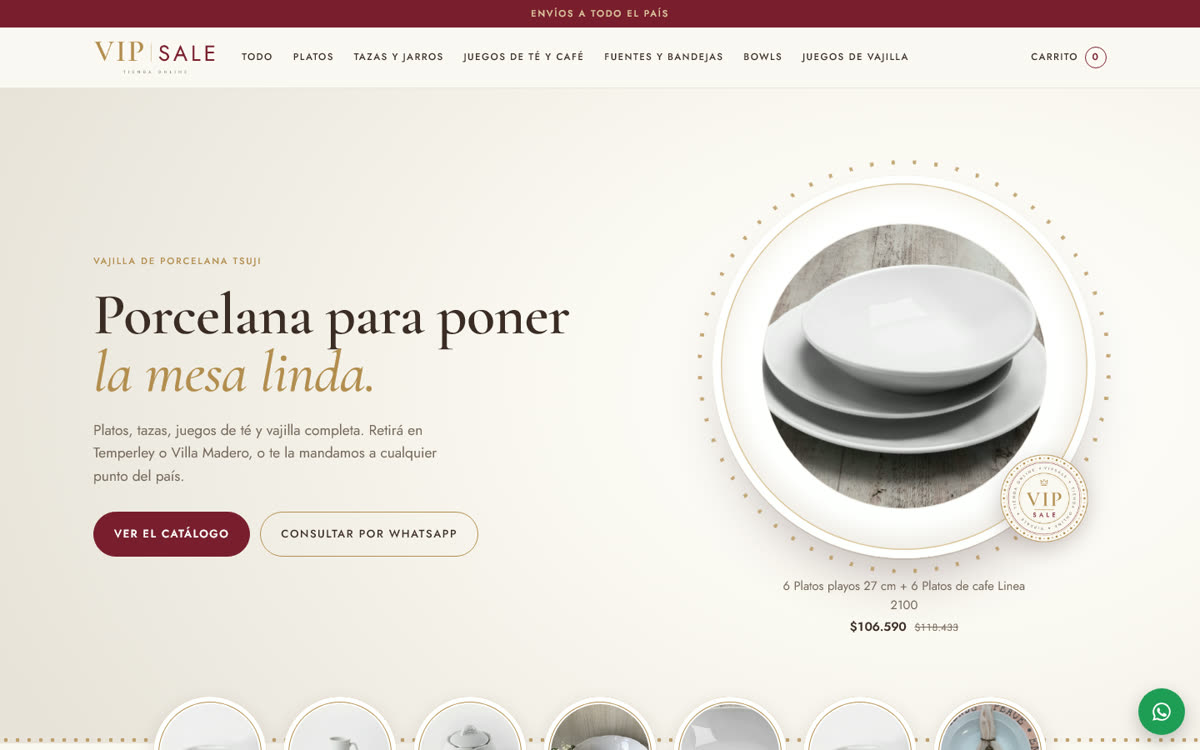 ENVÍOS A TODO EL PAÍS
VIP | SALE
TIENDA ONLINE
TODO
PLATOS
TAZAS Y JARROS
JUEGOS DE TÉ Y CAFÉ
FUENTES Y BANDEJAS
BOWLS
JUEGOS DE VAJILLA
CARRITO 0
VAJILLA DE PORCELANA TSUJI
Porcelana para poner
la mesa linda.
Platos, tazas, juegos de té y vajilla completa. Retirá en
Temperley o Villa Madero, o te la mandamos a cualquier
punto del país.
VER EL CATÁLOGO
CONSULTAR POR WHATSAPP
VIP
SALE
6 Platos playos 27 cm + 6 Platos de cafe Linea
2100
$106.590 $118.433